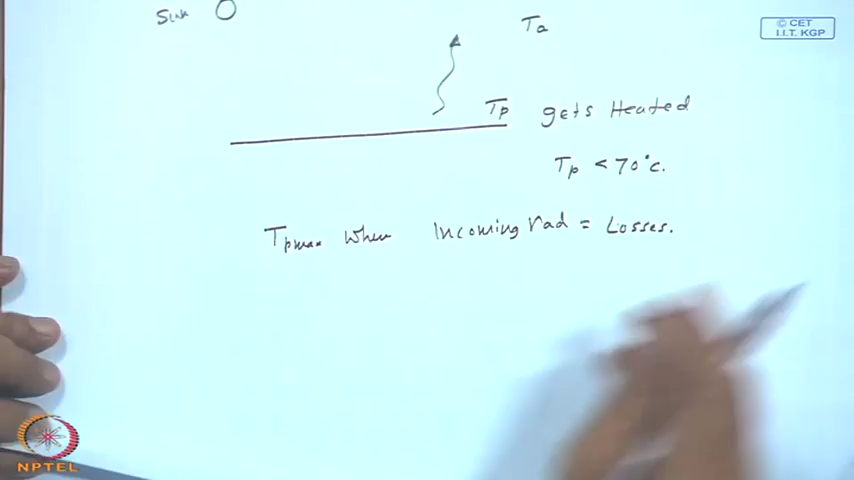 Sink
Ta
© CET
I.I.T. KGP
Tp gets Heated
Tp < 70°c.
Tpmax when Incoming rad = Losses.
NPTEL